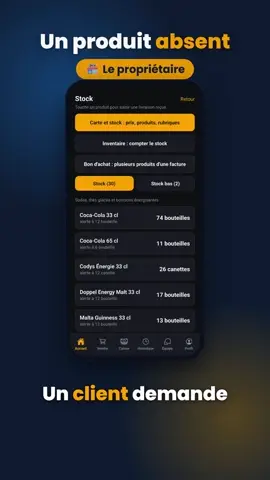 Un produit absent
Le propriétaire
Stock
Retour
Carte et stock : prix, produits, rubriques
Inventaire : compter le stock
Bon d'achat : plusieurs produits d'une facture
Stock (30)
Stock bas (2)
Coca-Cola 33 cl
74 bouteilles
Coca-Cola 65 cl
11 bouteilles
Codys Énergie 33 cl
26 canettes
Doppel Energy Malt 33 cl
17 bouteilles
Malta Guinness 33 cl
13 bouteilles
Accueil
Profil
Un client demande